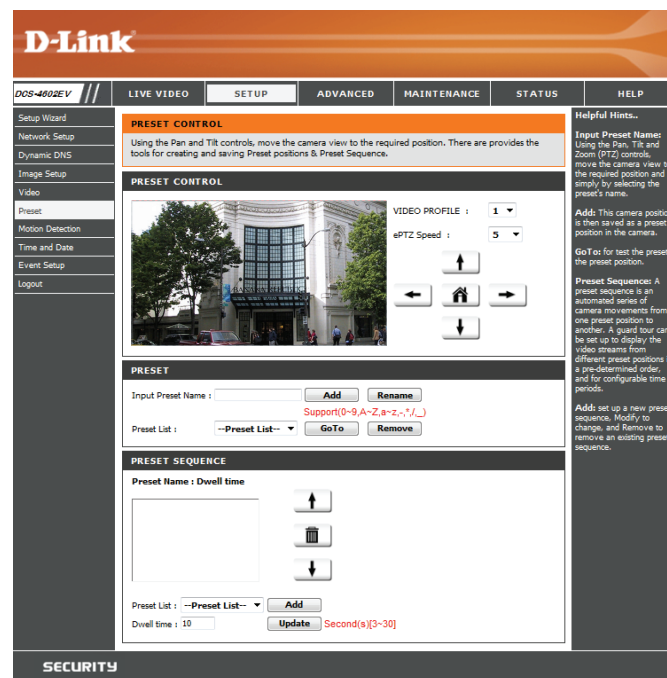 D-Link
DCS-4602EV // LIVE VIDEO SETUP ADVANCED MAINTENANCE STATUS HELP
Setup Wizard
Network Setup
Dynamic DNS
Image Setup
Video
Preset
Motion Detection
Time and Date
Event Setup
Logout
PRESET CONTROL
Using the Pan and Tilt controls, move the camera view to the required position. There are provides the
tools for creating and saving Preset positions & Preset Sequence.
PRESET CONTROL
VIDEO PROFILE : 1
ePTZ Speed : 5
PRESET
Input Preset Name : Add Rename
Support(0~9,A~Z,a~z,-,*,/,_)
Preset List : --Preset List-- GoTo Remove
PRESET SEQUENCE
Preset Name : Dwell time
Preset List : --Preset List-- Add
Dwell time : 10 Update Second(s)[3~30]
Helpful Hints..
Input Preset Name:
Using the Pan, Tilt and
Zoom (PTZ) controls,
move the camera view t
the required position and
simply by selecting the
preset's name.
Add: This camera positio
is then saved as a preset
position in the camera.
GoTo: for test the preset
the preset position.
Preset Sequence: A
preset sequence is an
automated series of
camera movements from
one preset position to
another. A guard tour can
be set up to display the
video streams from
different preset positions
a pre-determined order,
and for configurable time
periods.
Add: set up a new prese
sequence, Modify to
change, and Remove to
remove an existing prese
sequence.
SECURITY